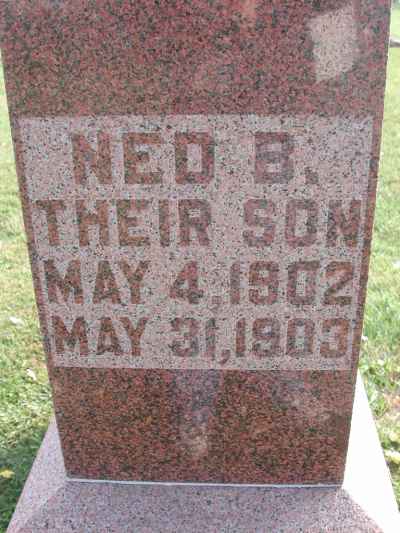 NED B.
THEIR SON
MAY 4, 1902
MAY 31, 1903